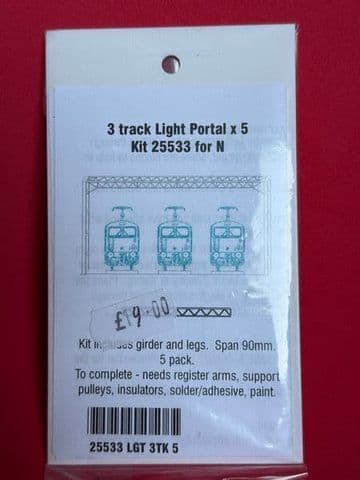 3 track Light Portal x 5
Kit 25533 for N
£19-00
Kit includes girder and legs. Span 90mm.
5 pack.
To complete - needs register arms, support
pulleys, insulators, solder/adhesive, paint.
25533 LGT 3TK 5